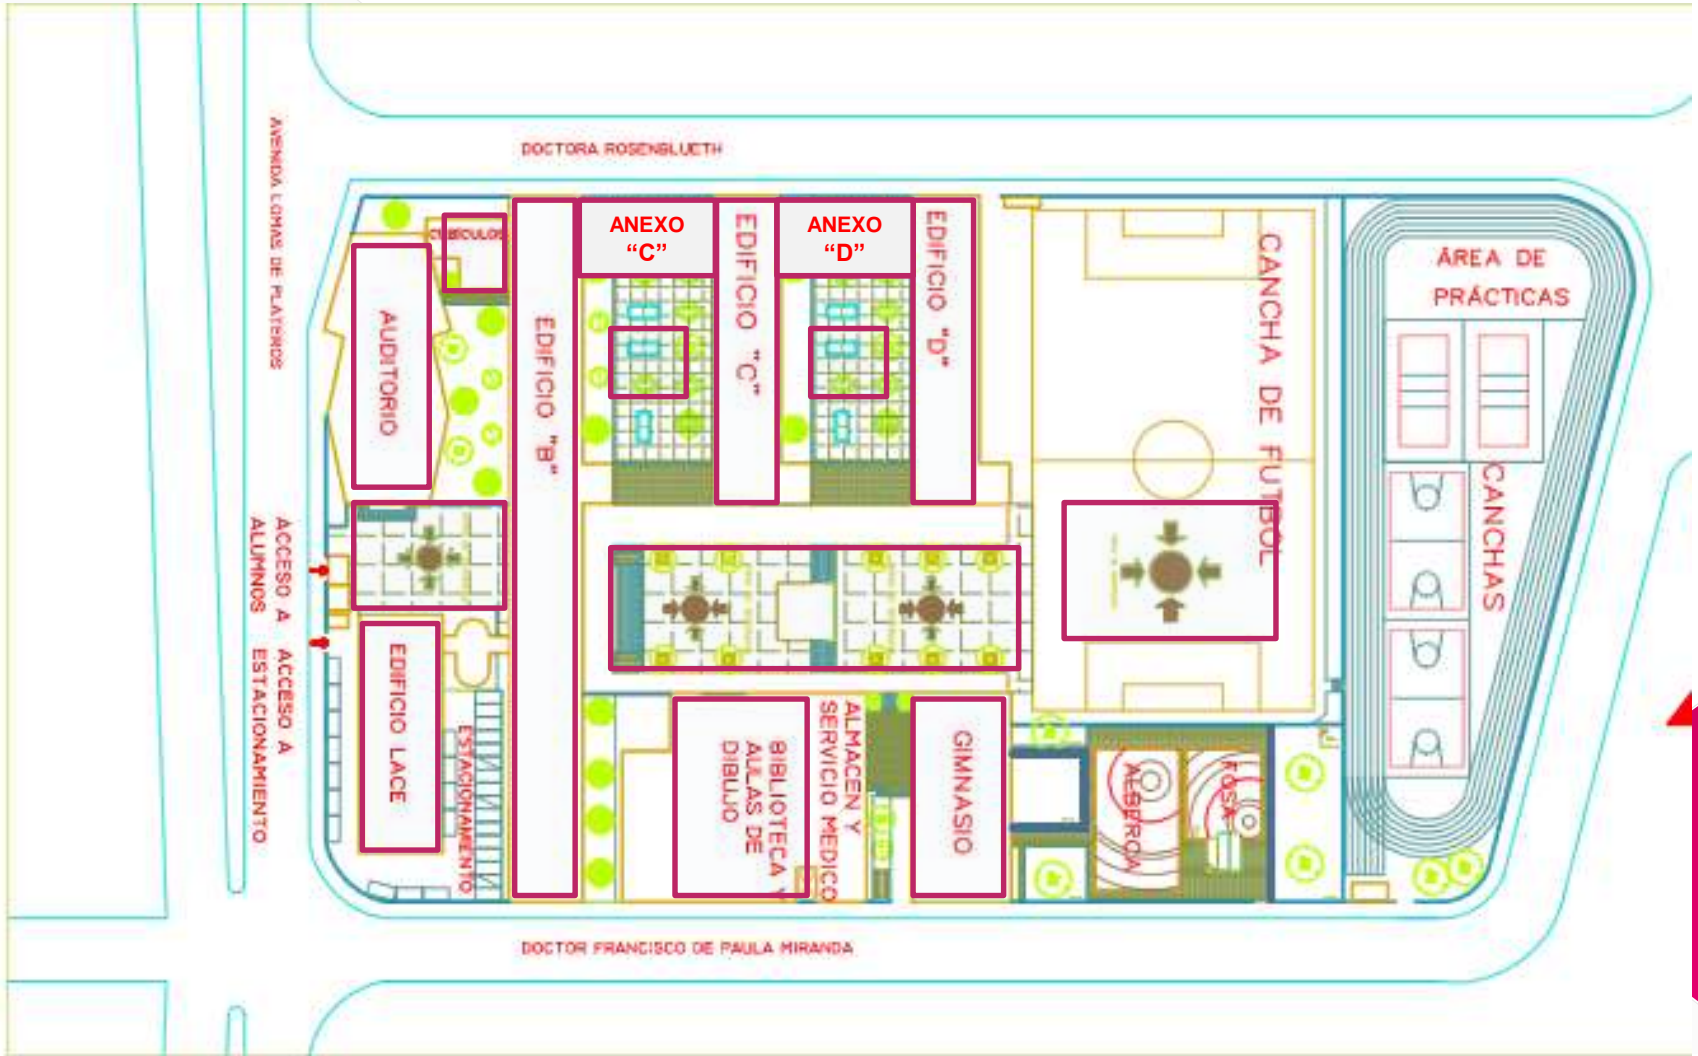 DOCTORA ROSENBLUETH
AVENIDA LOMAS DE PLATEROS
CUBICULOS
AUDITORIO
EDIFICIO "B"
ANEXO
“C”
EDIFICIO "C"
ANEXO
“D”
EDIFICIO "D"
CANCHA DE FUTBOL
ÁREA DE
PRÁCTICAS
CANCHAS
ACCESO A
ALUMNOS
ACCESO A
ESTACIONAMIENTO
EDIFICIO LACE
ESTACIONAMIENTO
BIBLIOTECA Y
AULAS DE
DIBUJO
ALMACEN Y
SERVICIO MEDICO
GIMNASIO
ALBERCA
FOSA
DOCTOR FRANCISCO DE PAULA MIRANDA